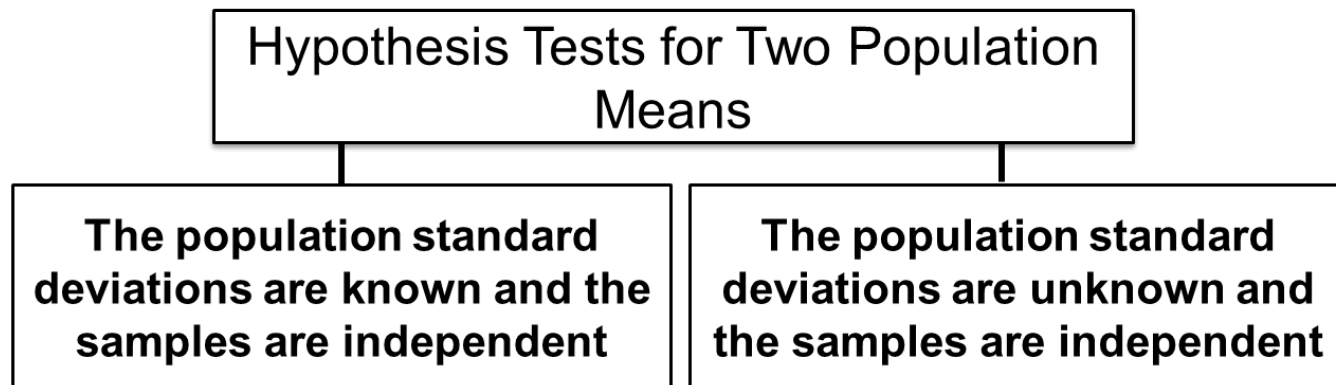 Hypothesis Tests for Two Population
Means
The population standard
deviations are known and the
samples are independent
The population standard
deviations are unknown and
the samples are independent